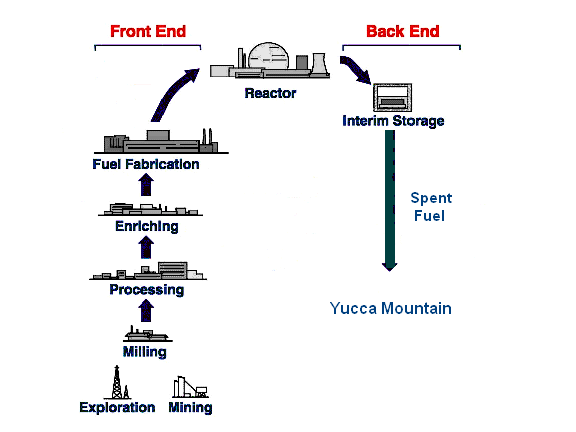 Front End
Back End
Reactor
Interim Storage
Fuel Fabrication
Spent
Fuel
Enriching
Processing
Yucca Mountain
Milling
Exploration
Mining